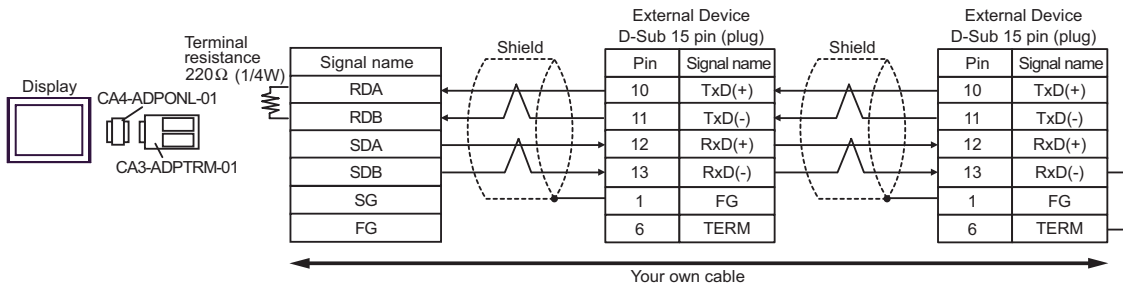 Display
CA4-ADPONL-01
CA3-ADPTRM-01
Terminal
resistance
220Ω (1/4W)
Signal name
RDA
RDB
SDA
SDB
SG
FG
Shield
External Device
D-Sub 15 pin (plug)
Pin Signal name
10 TxD(+)
11 TxD(-)
12 RxD(+)
13 RxD(-)
1 FG
6 TERM
Shield
External Device
D-Sub 15 pin (plug)
Pin Signal name
10 TxD(+)
11 TxD(-)
12 RxD(+)
13 RxD(-)
1 FG
6 TERM
Your own cable